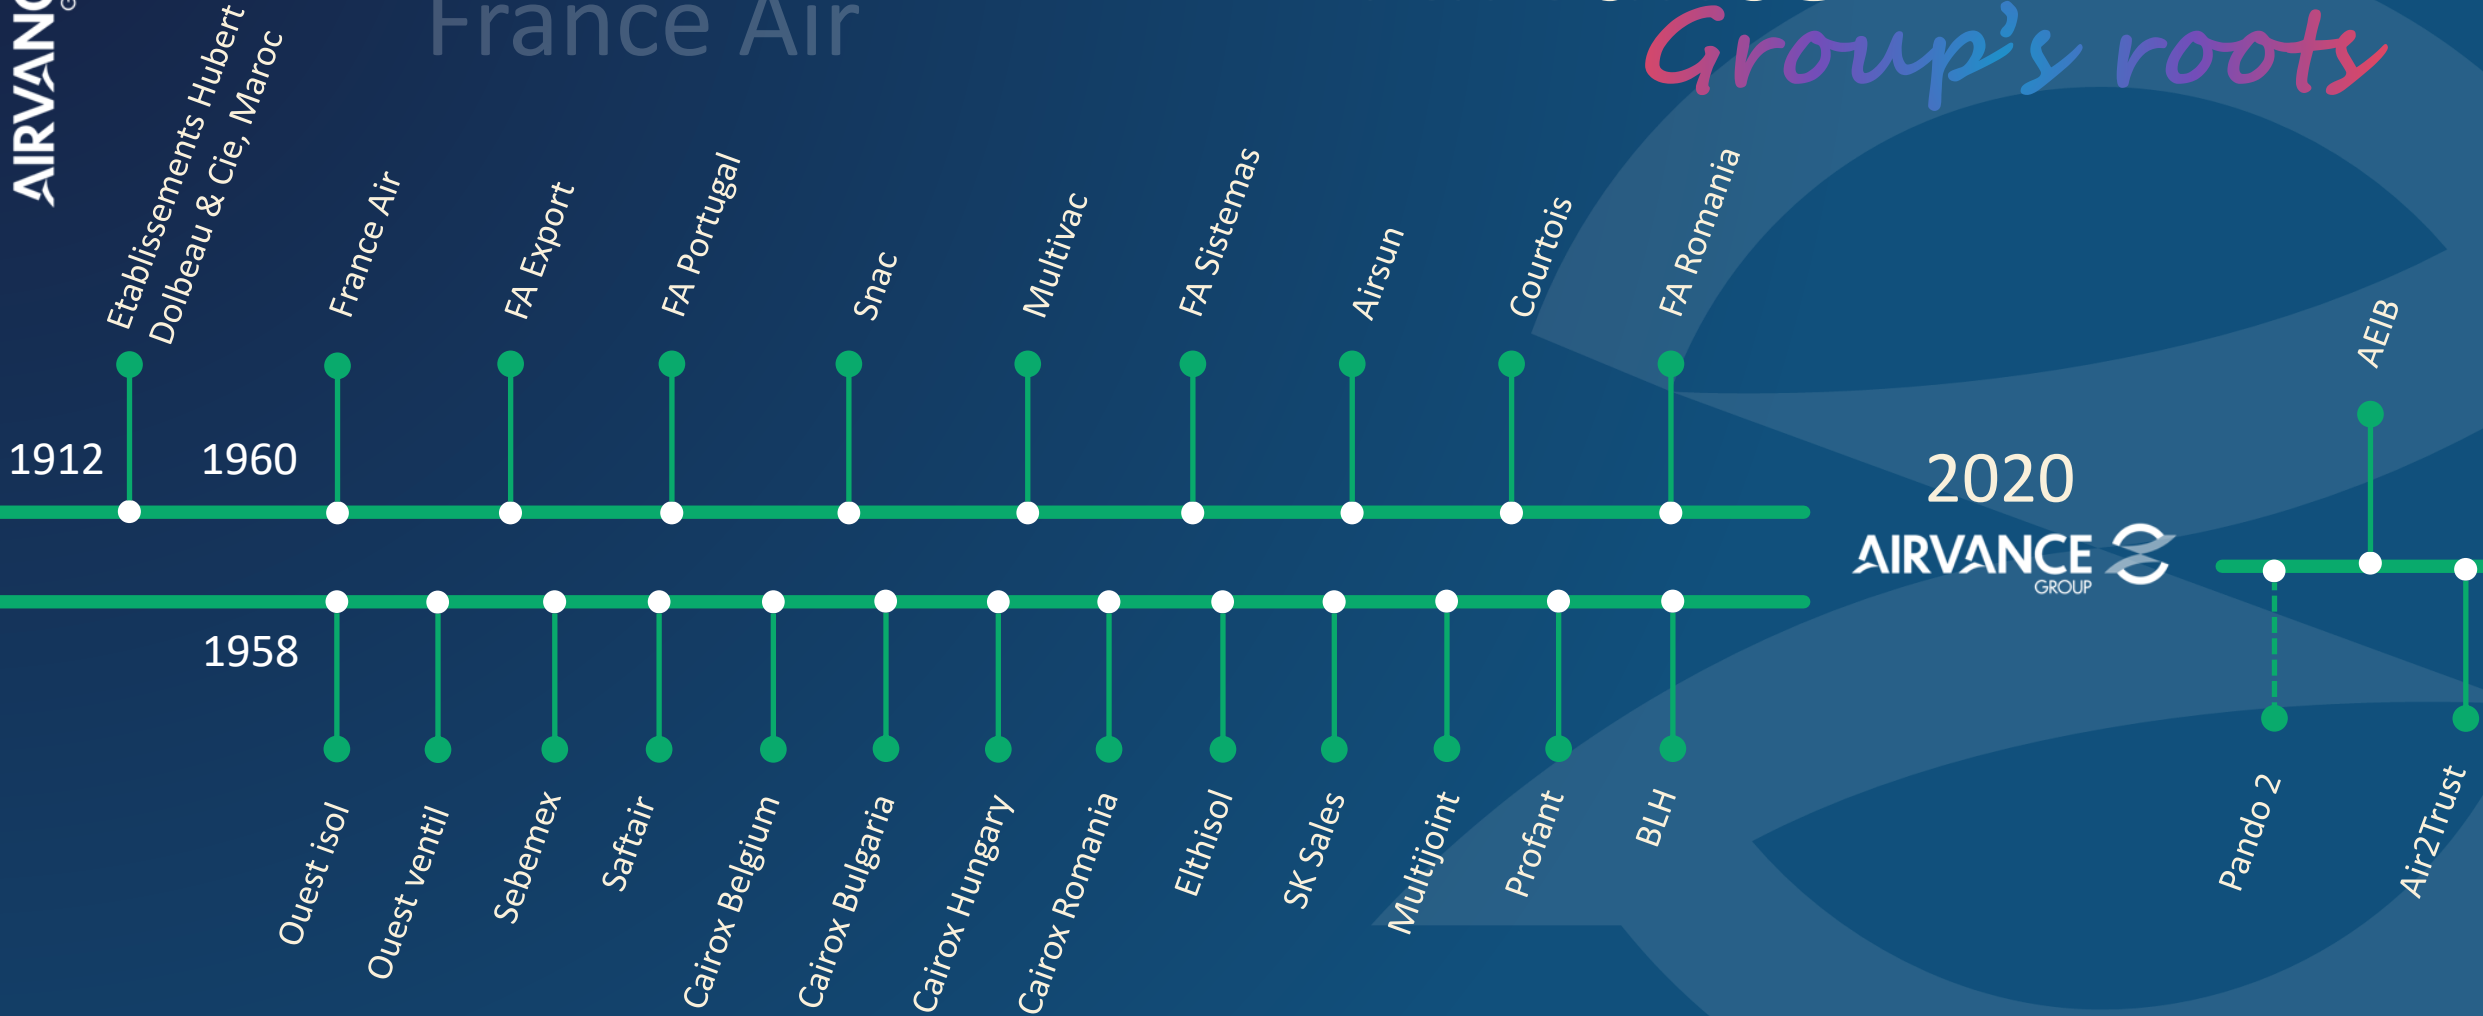 AIRVANC
France Air
Group's roots
Etablissements Hubert
Dolbeau & Cie, Maroc
France Air
FA Export
FA Portugal
Snac
Multivac
FA Sistemas
Airsun
Courtois
FA Romania
AEIB
1912
1960
2020
AIRVANCE
GROUP
1958
Ouest isol
Ouest ventil
Sebemex
Saftair
Cairox Belgium
Cairox Bulgaria
Cairox Hungary
Cairox Romania
Elthisol
SK Sales
Multijoint
Profant
BLH
Pando 2
Air2Trust